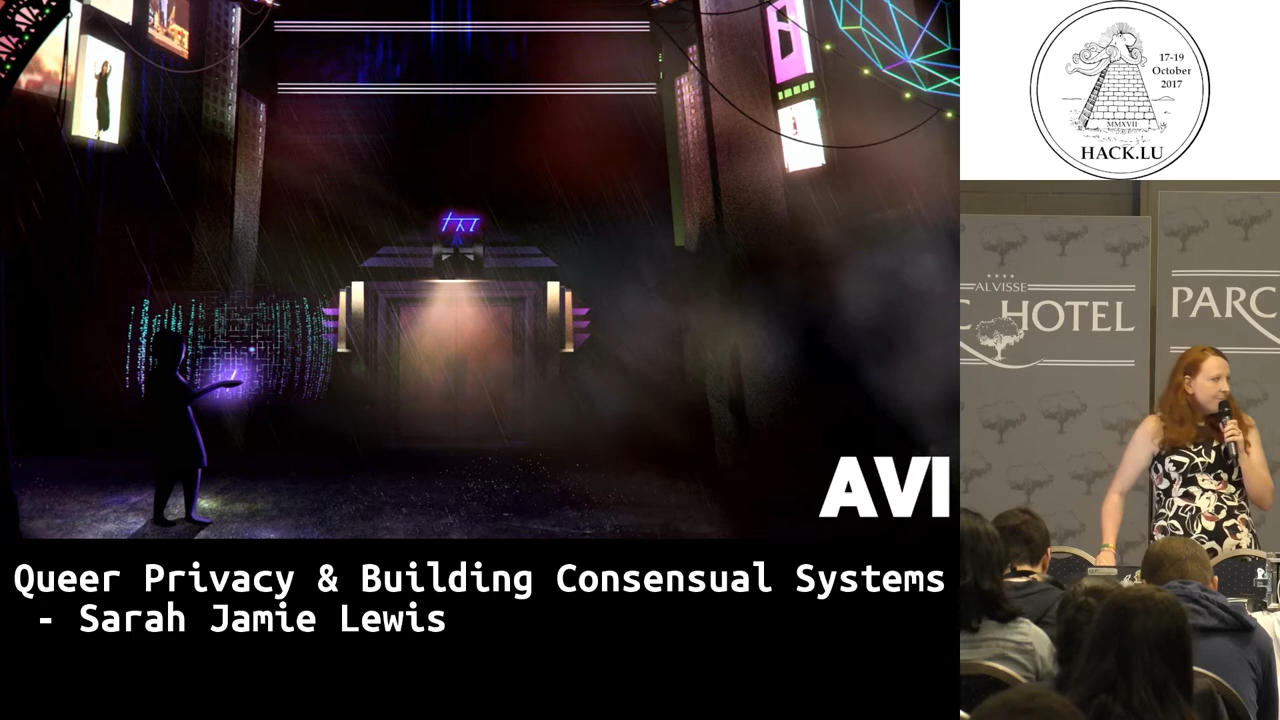 17-19
October
2017
MMXVII
HACK.LU
ALVISSE
C HOTEL
PARC
AVI
Queer Privacy & Building Consensual Systems
- Sarah Jamie Lewis